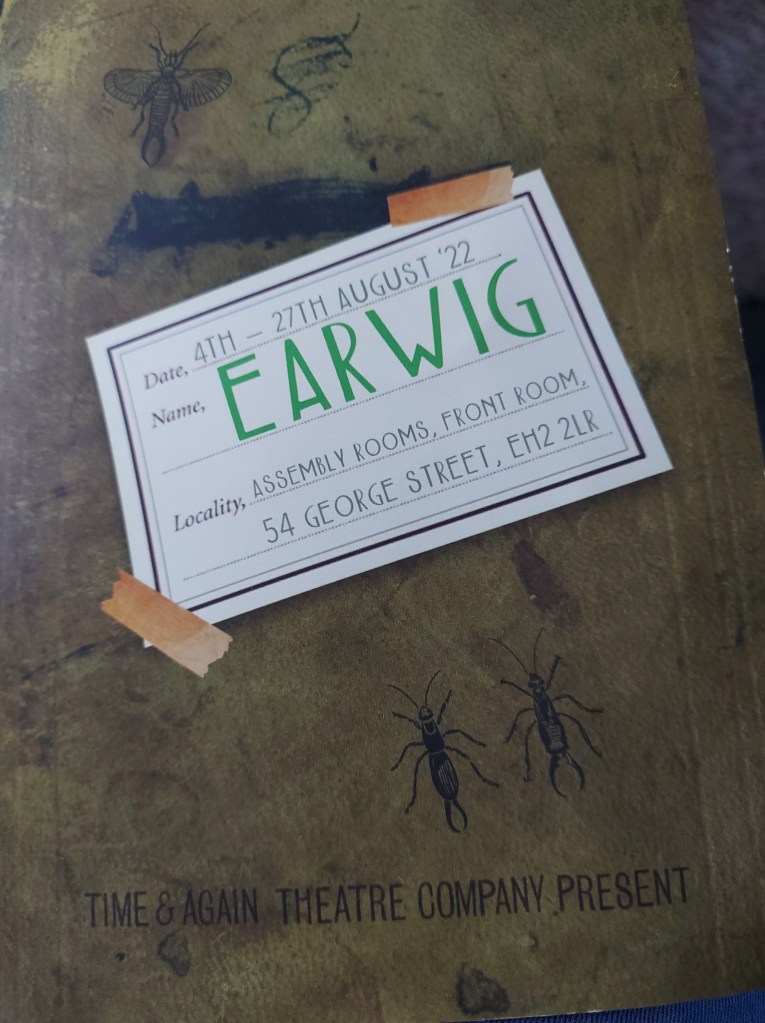 Date, 4TH – 27TH AUGUST '22
Name, EARWIG
Locality, ASSEMBLY ROOMS, FRONT ROOM,
54 GEORGE STREET, EH2 2LR
TIME & AGAIN THEATRE COMPANY PRESENT